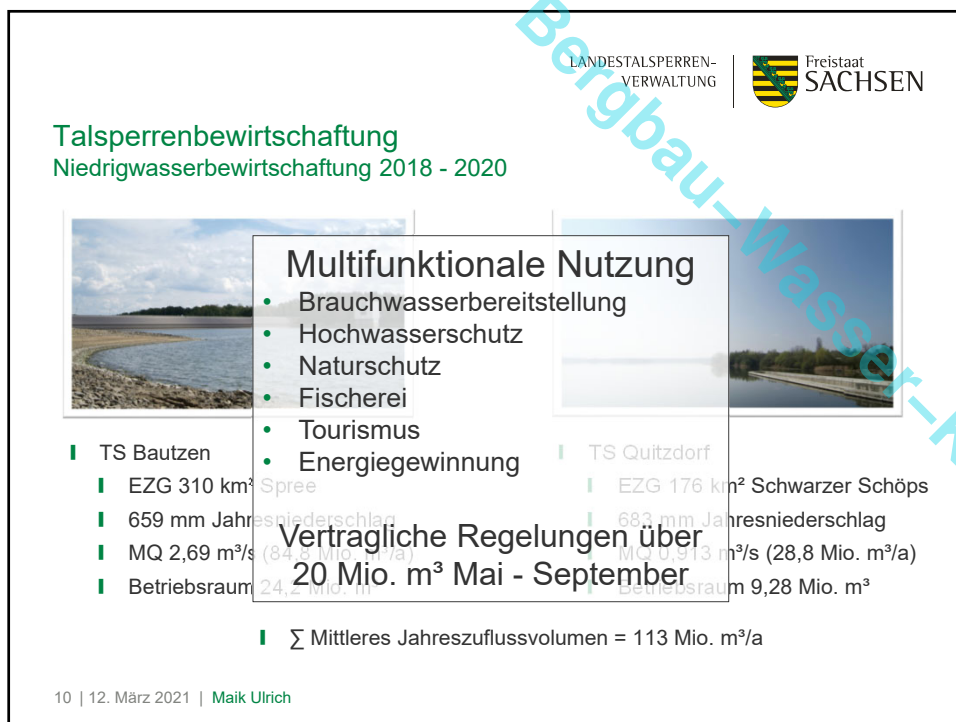 LANDESTALSPERREN-
VERWALTUNG
Freistaat
SACHSEN
Bergbau-Wasser-K
Talsperrenbewirtschaftung
Niedrigwasserbewirtschaftung 2018 - 2020
Multifunktionale Nutzung
• Brauchwasserbereitstellung
• Hochwasserschutz
• Naturschutz
• Fischerei
• Tourismus
• Energiegewinnung
Vertragliche Regelungen über
20 Mio. m³ Mai - September
TS Bautzen
EZG 310 km² Spree
659 mm Jahresniederschlag
MQ 2,69 m³/s (84,8 Mio. m³/a)
Betriebsraum 24,2 Mio. m³
TS Quitzdorf
EZG 176 km² Schwarzer Schöps
683 mm Jahresniederschlag
MQ 0,913 m³/s (28,8 Mio. m³/a)
Betriebsraum 9,28 Mio. m³
∑ Mittleres Jahreszuflussvolumen = 113 Mio. m³/a
10 | 12. März 2021 | Maik Ulrich